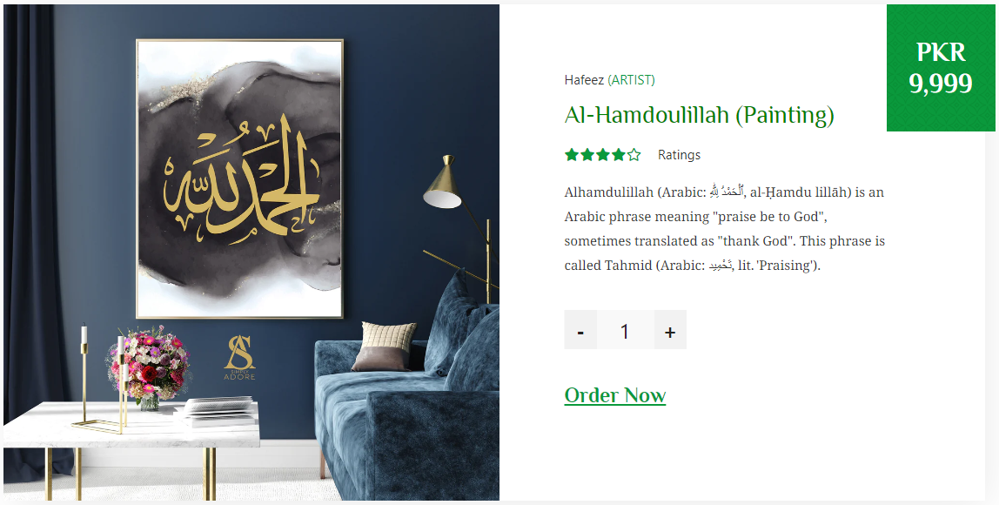 الحمد لله
SIMPLY
ADORE
PKR
9,999
Hafeez (ARTIST)
Al-Hamdoulillah (Painting)
Ratings
Alhamdulillah (Arabic: ٱلْحَمْدُ لِلَّٰهِ, al-Ḥamdu lillāh) is an
Arabic phrase meaning "praise be to God",
sometimes translated as "thank God". This phrase is
called Tahmid (Arabic: تَحْمِيد, lit. 'Praising').
- 1 +
Order Now